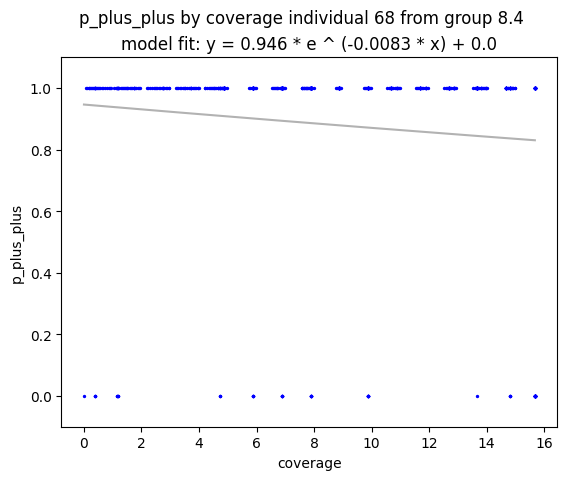 p_plus_plus by coverage individual 68 from group 8.4
model fit: y = 0.946 * e ^ (-0.0083 * x) + 0.0
1.0
0.8
0.6
0.4
0.2
0.0
p_plus_plus
0 2 4 6 8 10 12 14 16
coverage